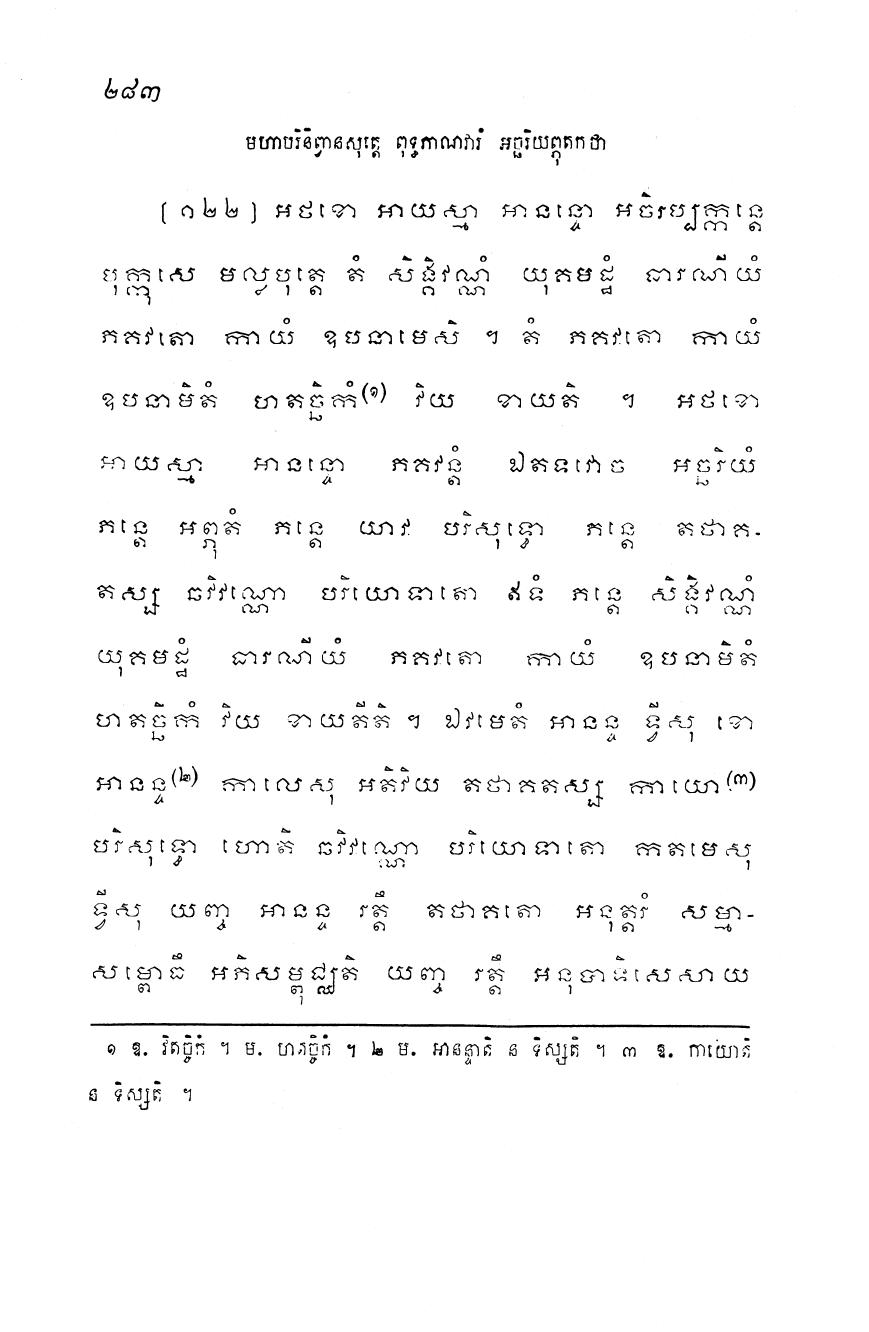 ២៨៣
មហាបរិនិព្វានសុត្តេ ពុទ្ធភាណវារំ អច្ឆរិយព្ភុតកថា
[ ១២២ ] អថខោ អាយស្មា អានន្ទោ អចិរប្បក្កន្តេ
បុក្កុសេ មល្លបុត្តេ តំ សិង្គិវណ្ណំ យុគមដ្ឋំ ធារណីយំ
ភគវតោ កាយំ ឧបនាមេសិ ។ តំ ភគវតោ កាយំ
ឧបនាមិតំ ហតច្ឆិកំ(១) វិយ ខាយតិ ។ អថខោ
អាយស្មា អានន្ទោ ភគវន្តំ ឯតទវោច អច្ឆរិយំ
ភន្តេ អព្ភុតំ ភន្តេ យាវ បរិសុទ្ធោ ភន្តេ តថាគ-
តស្ស ឆវិវណ្ណោ បរិយោទាតោ ឥទំ ភន្តេ សិង្គិវណ្ណំ
យុគមដ្ឋំ ធារណីយំ ភគវតោ កាយំ ឧបនាមិតំ
ហតច្ឆិកំ វិយ ខាយតីតិ ។ ឯវមេតំ អានន្ទ ទ្វីសុ ខោ
អានន្ទ(២) កាលេសុ អតិវិយ តថាគតស្ស កាយោ(៣)
បរិសុទ្ធោ ហោតិ ឆវិវណ្ណោ បរិយោទាតោ កតមេសុ
ទ្វីសុ យញ្ច អានន្ទ រត្តឹ តថាគតោ អនុត្តរំ សម្មា-
សម្ពោធឹ អភិសម្ពុជ្ឈតិ យញ្ច រត្តឹ អនុបាទិសេសាយ
១ ឱ. វិតច្ចិកំ ។ ម. ហតច្ចិកំ ។ ២ ម. អានន្ទាតិ ន ទិស្សតិ ។ ៣ ឱ. កាយោតិ
ន ទិស្សតិ ។